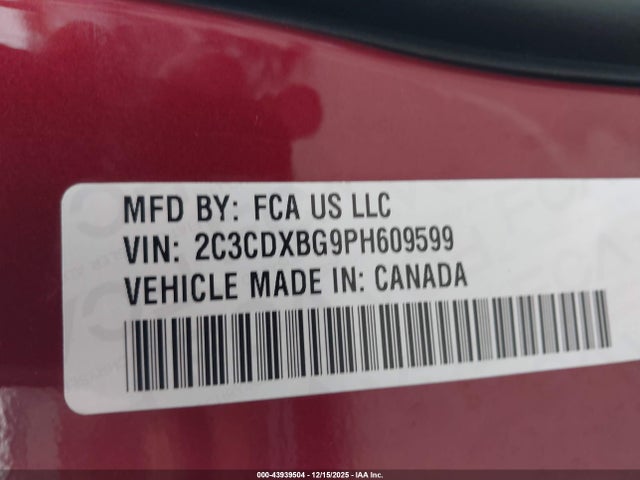 MFD BY: FCA US LLC
VIN: 2C3CDXBG9PH609599
VEHICLE MADE IN: CANADA
000-43939504 - 12/15/2025 - IAA Inc.